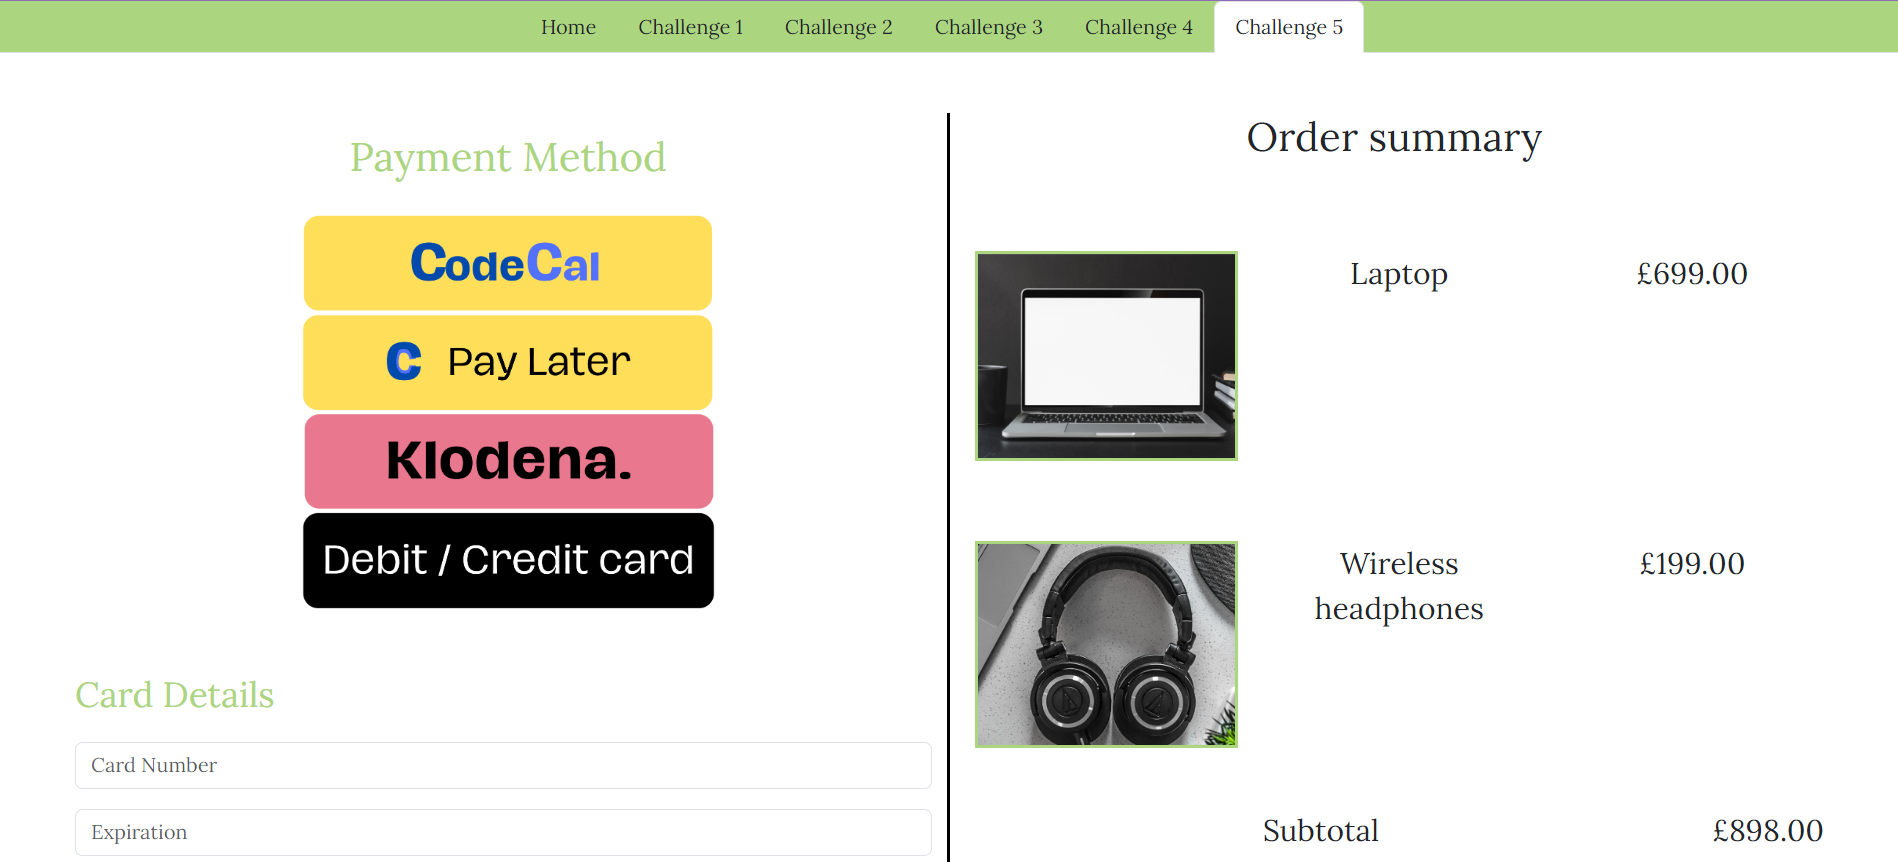 Home Challenge 1 Challenge 2 Challenge 3 Challenge 4 Challenge 5
Payment Method
CodeCal
C Pay Later
Klodena.
Debit / Credit card
Card Details
Card Number
Expiration
Order summary
Laptop £699.00
Wireless £199.00
headphones
Subtotal £898.00